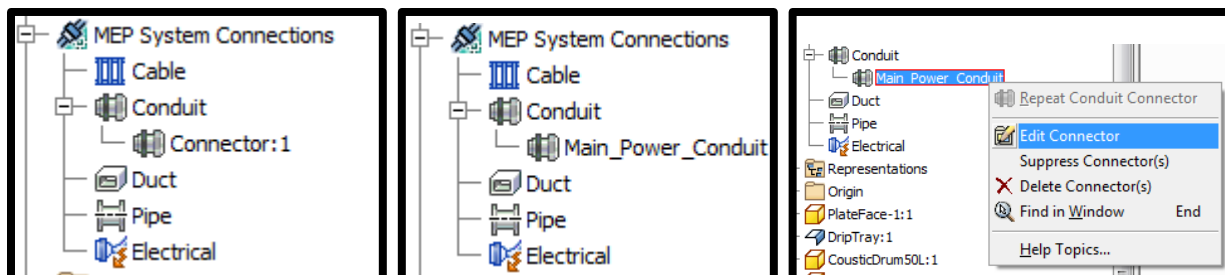 MEP System Connections
Cable
Conduit
Connector:1
Duct
Pipe
Electrical
MEP System Connections
Cable
Conduit
Main_Power_Conduit
Duct
Pipe
Electrical
Conduit
Main_Power_Conduit
Duct
Pipe
Electrical
Representations
Origin
PlateFace-1:1
DripTray:1
CousticDrum50L:1
Repeat Conduit Connector
Edit Connector
Suppress Connector(s)
Delete Connector(s)
Find in Window End
Help Topics...